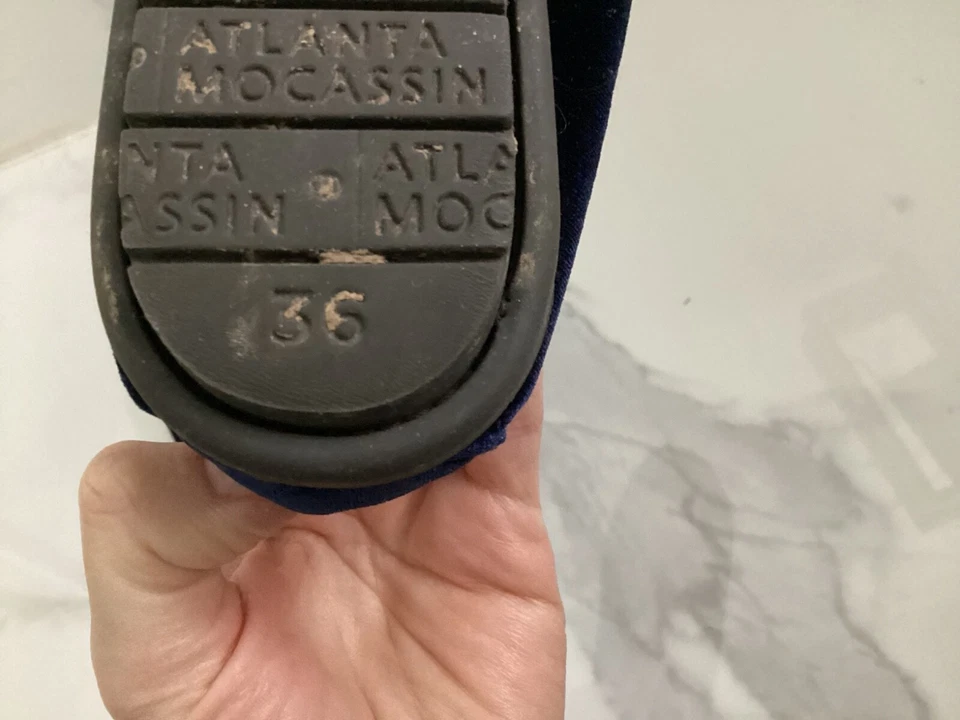 ATLANTA
MOCASSIN
NTA ATLA
ASSIN MOC
36